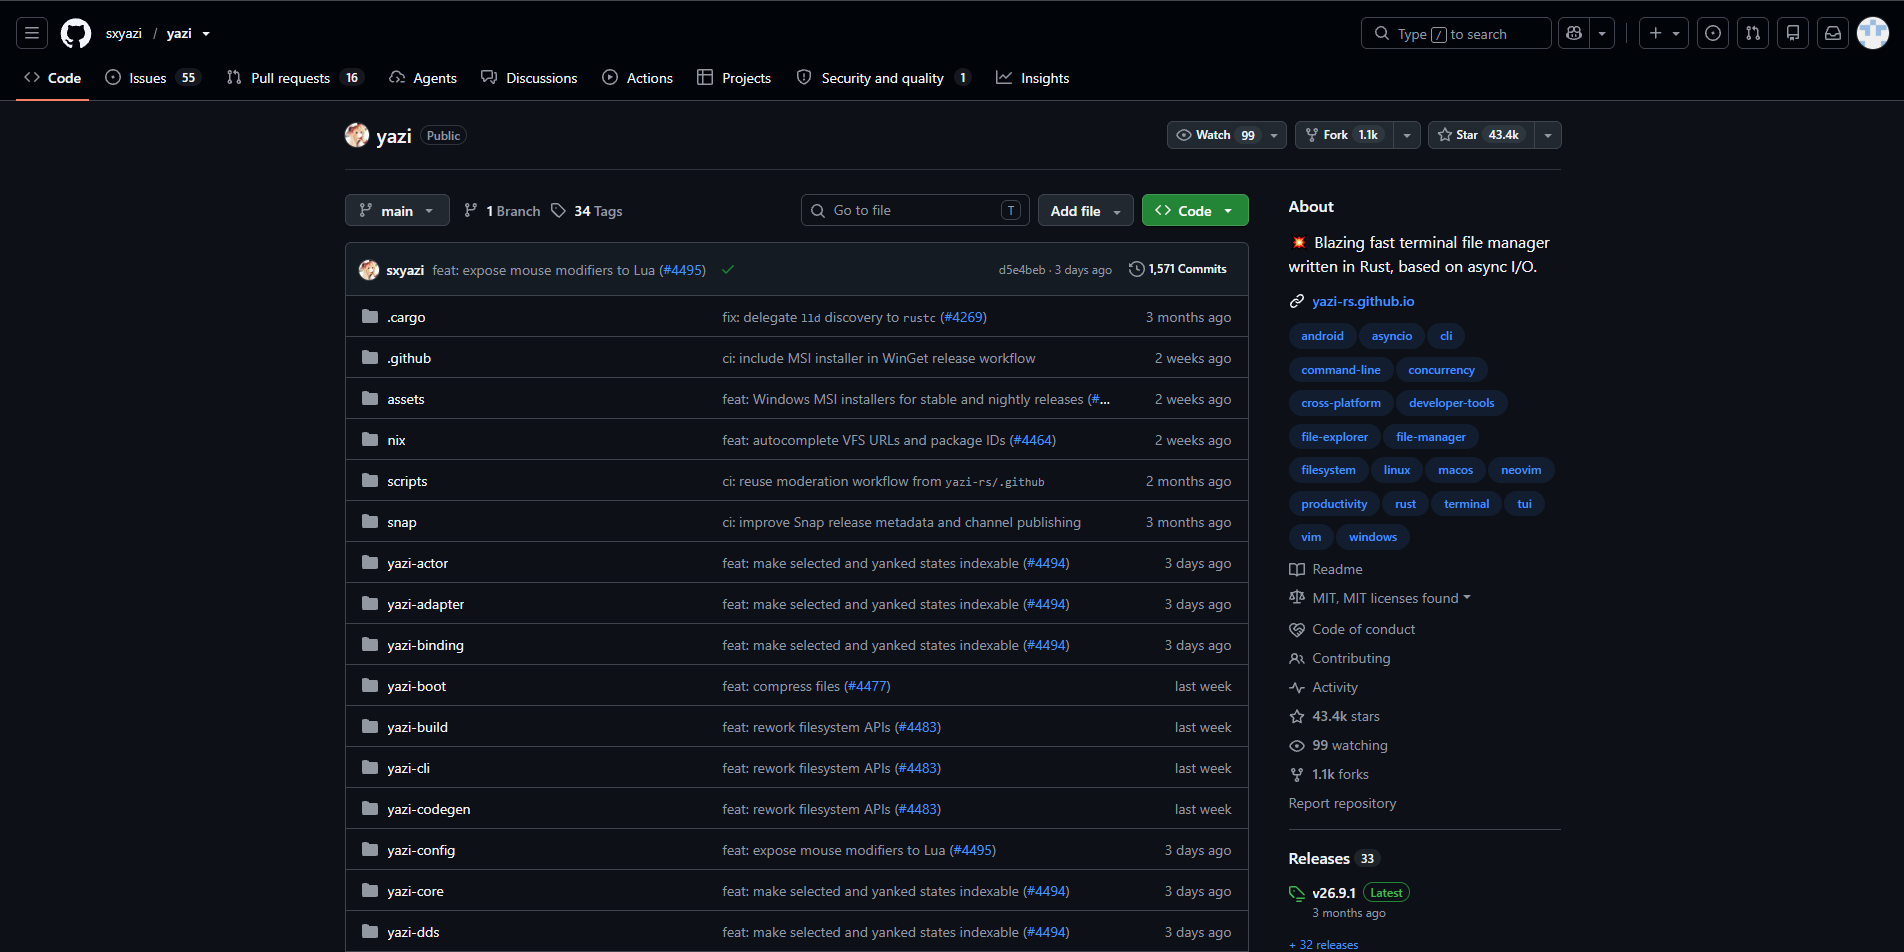 sxyazi / yazi
Type / to search
Code
Issues 55
Pull requests 16
Agents
Discussions
Actions
Projects
Security and quality 1
Insights
yazi Public
Watch 99
Fork 1.1k
Star 43.4k
main
1 Branch
34 Tags
Go to file T
Add file
Code
sxyazi feat: expose mouse modifiers to Lua (#4495) d5e4beb · 3 days ago 1,571 Commits
.cargo fix: delegate lld discovery to rustc (#4269) 3 months ago
.github ci: include MSI installer in WinGet release workflow 2 weeks ago
assets feat: Windows MSI installers for stable and nightly releases (#... 2 weeks ago
nix feat: autocomplete VFS URLs and package IDs (#4464) 2 weeks ago
scripts ci: reuse moderation workflow from yazi-rs/.github 2 months ago
snap ci: improve Snap release metadata and channel publishing 3 months ago
yazi-actor feat: make selected and yanked states indexable (#4494) 3 days ago
yazi-adapter feat: make selected and yanked states indexable (#4494) 3 days ago
yazi-binding feat: make selected and yanked states indexable (#4494) 3 days ago
yazi-boot feat: compress files (#4477) last week
yazi-build feat: rework filesystem APIs (#4483) last week
yazi-cli feat: rework filesystem APIs (#4483) last week
yazi-codegen feat: rework filesystem APIs (#4483) last week
yazi-config feat: expose mouse modifiers to Lua (#4495) 3 days ago
yazi-core feat: make selected and yanked states indexable (#4494) 3 days ago
yazi-dds feat: make selected and yanked states indexable (#4494) 3 days ago
About
💥 Blazing fast terminal file manager
written in Rust, based on async I/O.
yazi-rs.github.io
android asyncio cli
command-line concurrency
cross-platform developer-tools
file-explorer file-manager
filesystem linux macos neovim
productivity rust terminal tui
vim windows
Readme
MIT, MIT licenses found
Code of conduct
Contributing
Activity
43.4k stars
99 watching
1.1k forks
Report repository
Releases 33
v26.9.1 Latest
3 months ago
+ 32 releases